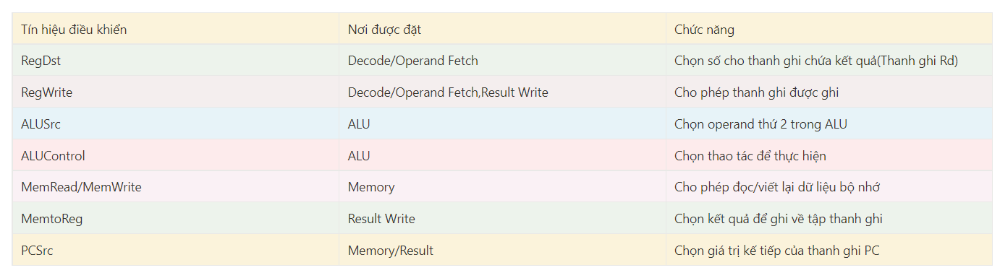 Tín hiệu điều khiển Nơi được đặt Chức năng
RegDst Decode/Operand Fetch Chọn số cho thanh ghi chứa kết quả(Thanh ghi Rd)
RegWrite Decode/Operand Fetch,Result Write Cho phép thanh ghi được ghi
ALUSrc ALU Chọn operand thứ 2 trong ALU
ALUControl ALU Chọn thao tác để thực hiện
MemRead/MemWrite Memory Cho phép đọc/viết lại dữ liệu bộ nhớ
MemtoReg Result Write Chọn kết quả để ghi về tập thanh ghi
PCSrc Memory/Result Chọn giá trị kế tiếp của thanh ghi PC